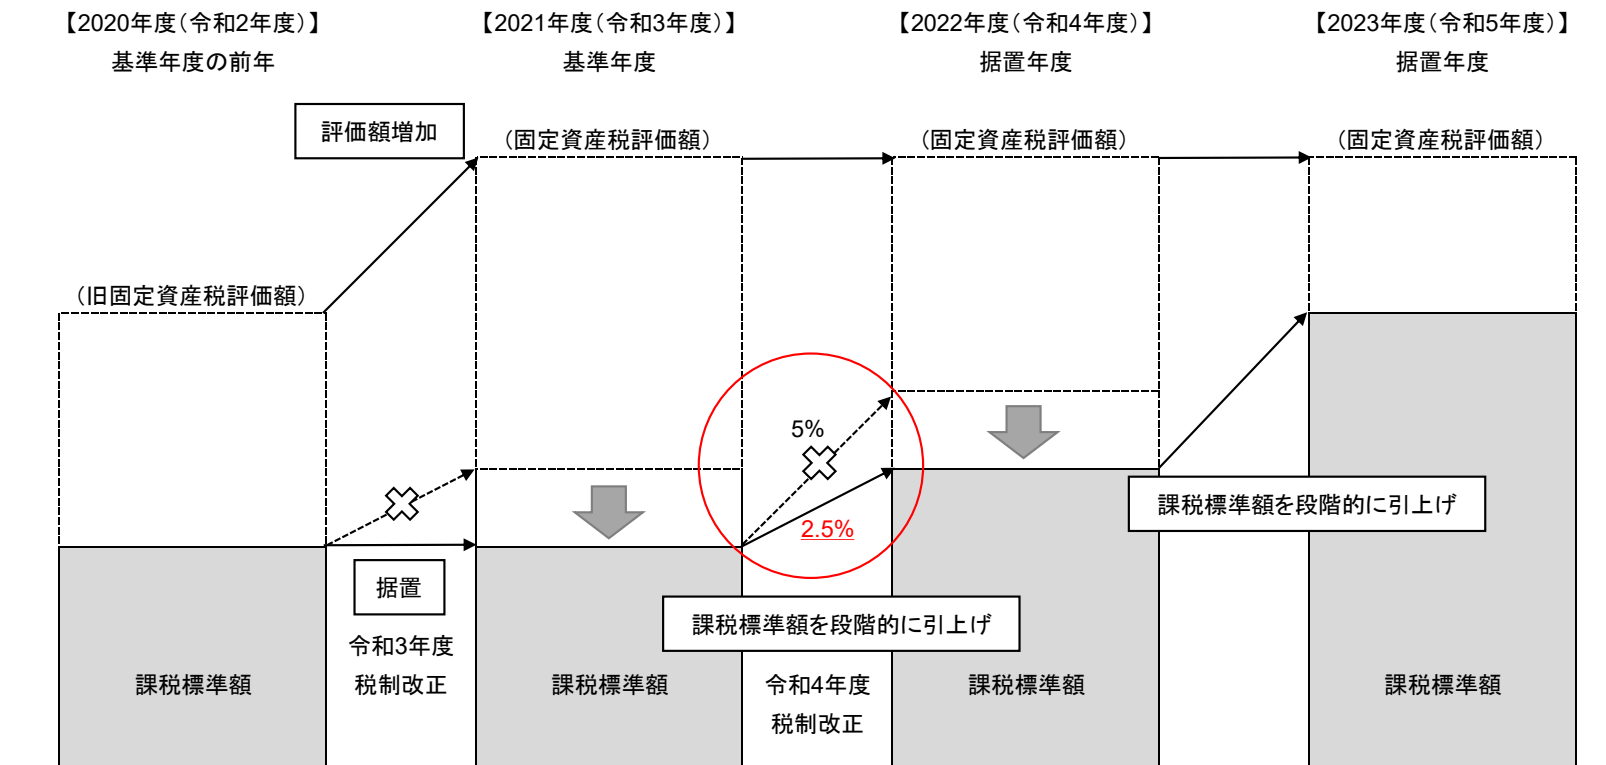 【2020年度（令和2年度）】
基準年度の前年
【2021年度（令和3年度）】
基準年度
【2022年度（令和4年度）】
据置年度
【2023年度（令和5年度）】
据置年度
評価額増加
（固定資産税評価額）
（固定資産税評価額）
（固定資産税評価額）
（旧固定資産税評価額）
5%
2.5%
課税標準額を段階的に引上げ
据置
課税標準額を段階的に引上げ
令和3年度
税制改正
令和4年度
税制改正
課税標準額
課税標準額
課税標準額
課税標準額